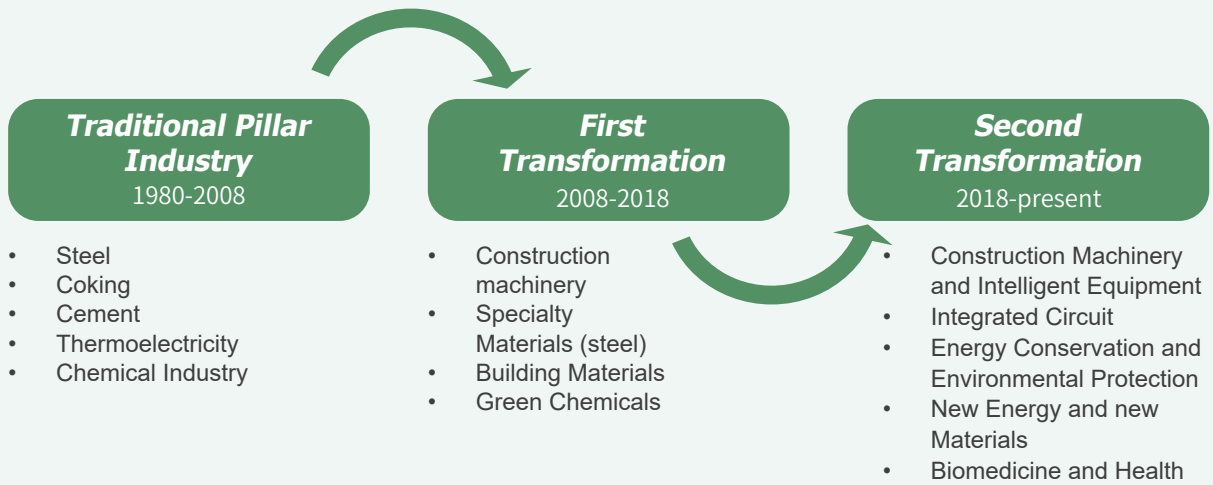 Traditional Pillar
Industry
1980-2008
• Steel
• Coking
• Cement
• Thermoelectricity
• Chemical Industry
First
Transformation
2008-2018
• Construction
machinery
• Specialty
Materials (steel)
• Building Materials
• Green Chemicals
Second
Transformation
2018-present
• Construction Machinery
and Intelligent Equipment
• Integrated Circuit
• Energy Conservation and
Environmental Protection
• New Energy and new
Materials
• Biomedicine and Health